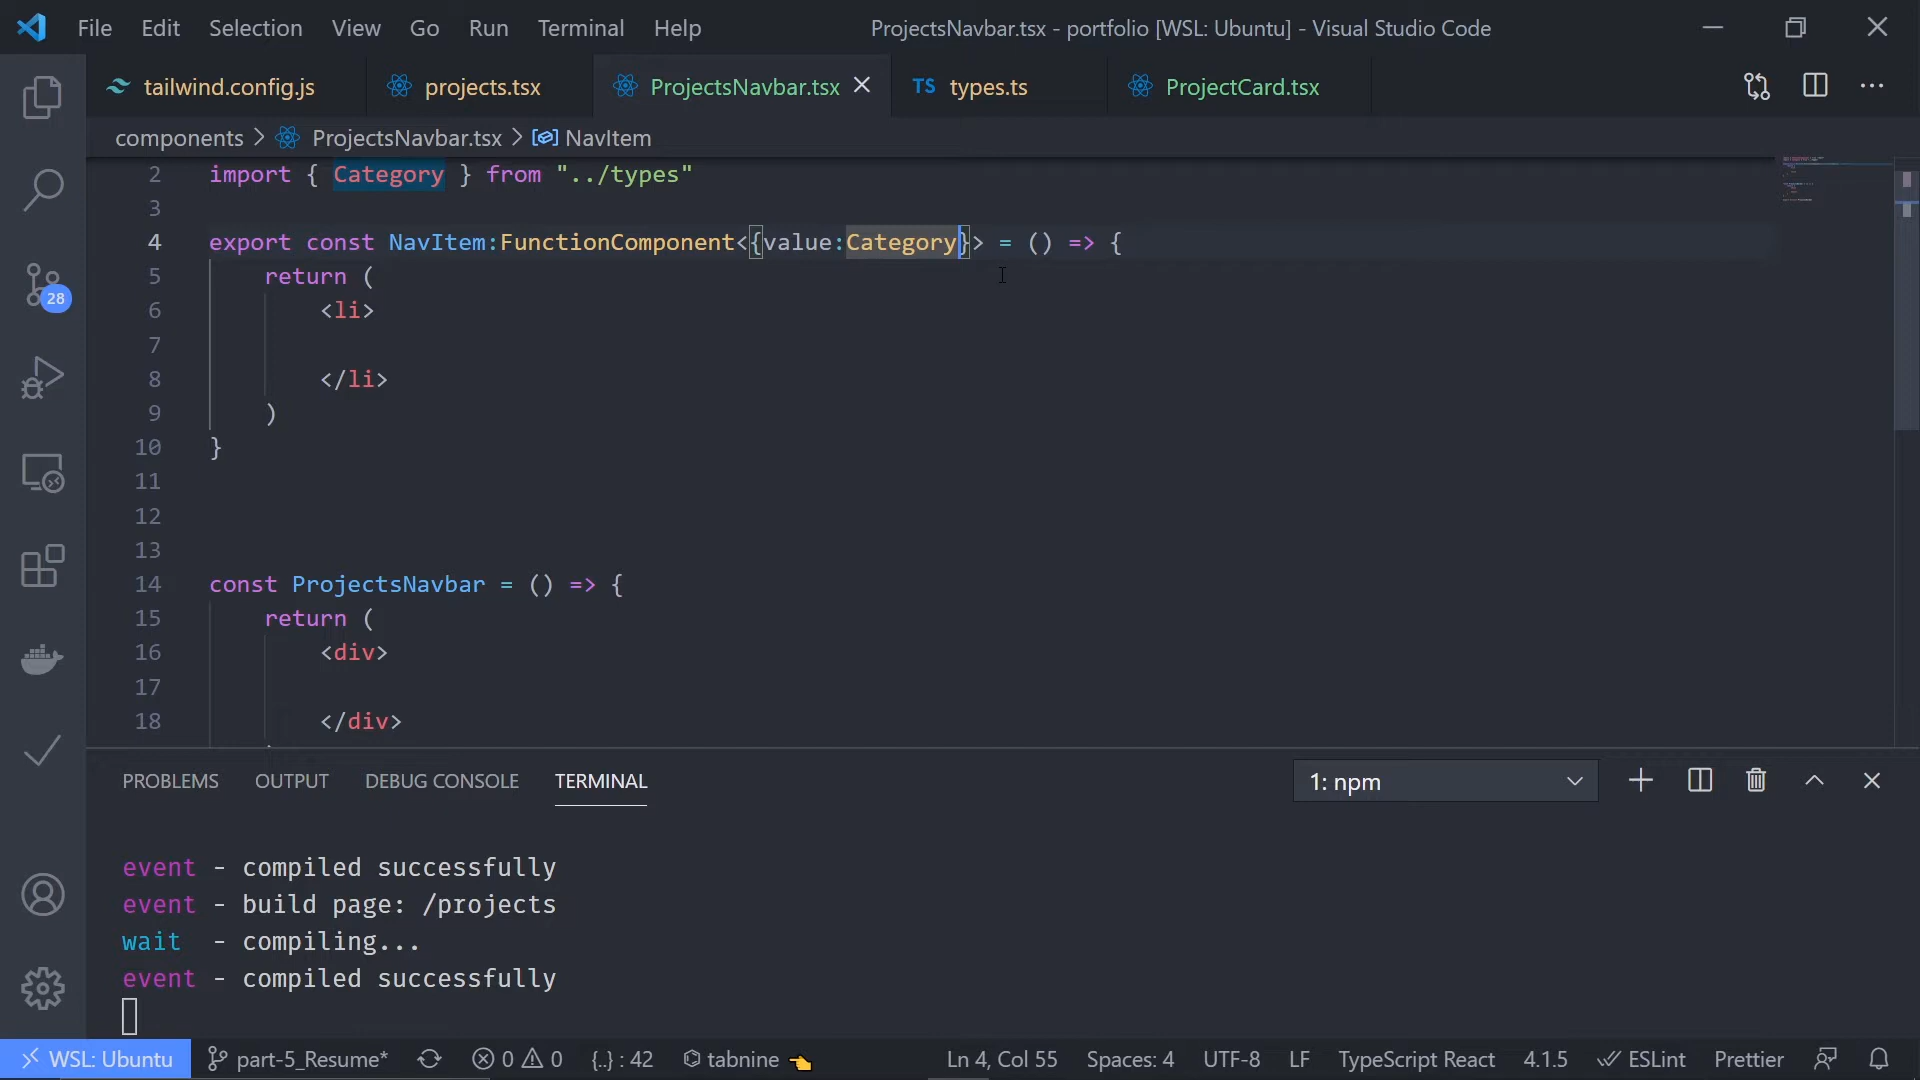 File Edit Selection View Go Run Terminal Help ProjectsNavbar.tsx - portfolio [WSL: Ubuntu] - Visual Studio Code
tailwind.config.js projects.tsx ProjectsNavbar.tsx TS types.ts ProjectCard.tsx
components > ProjectsNavbar.tsx > NavItem
2 import { Category } from "../types"
3
4 export const NavItem:FunctionComponent<{value:Category}> = () => {
5 return (
6 <li>
7
8 </li>
9 )
10 }
11
12
13
14 const ProjectsNavbar = () => {
15 return (
16 <div>
17
18 </div>
28
PROBLEMS OUTPUT DEBUG CONSOLE TERMINAL 1: npm
event - compiled successfully
event - build page: /projects
wait - compiling...
event - compiled successfully
WSL: Ubuntu part-5_Resume* 0 0 {..} : 42 tabnine Ln 4, Col 55 Spaces: 4 UTF-8 LF TypeScript React 4.1.5 ESLint Prettier